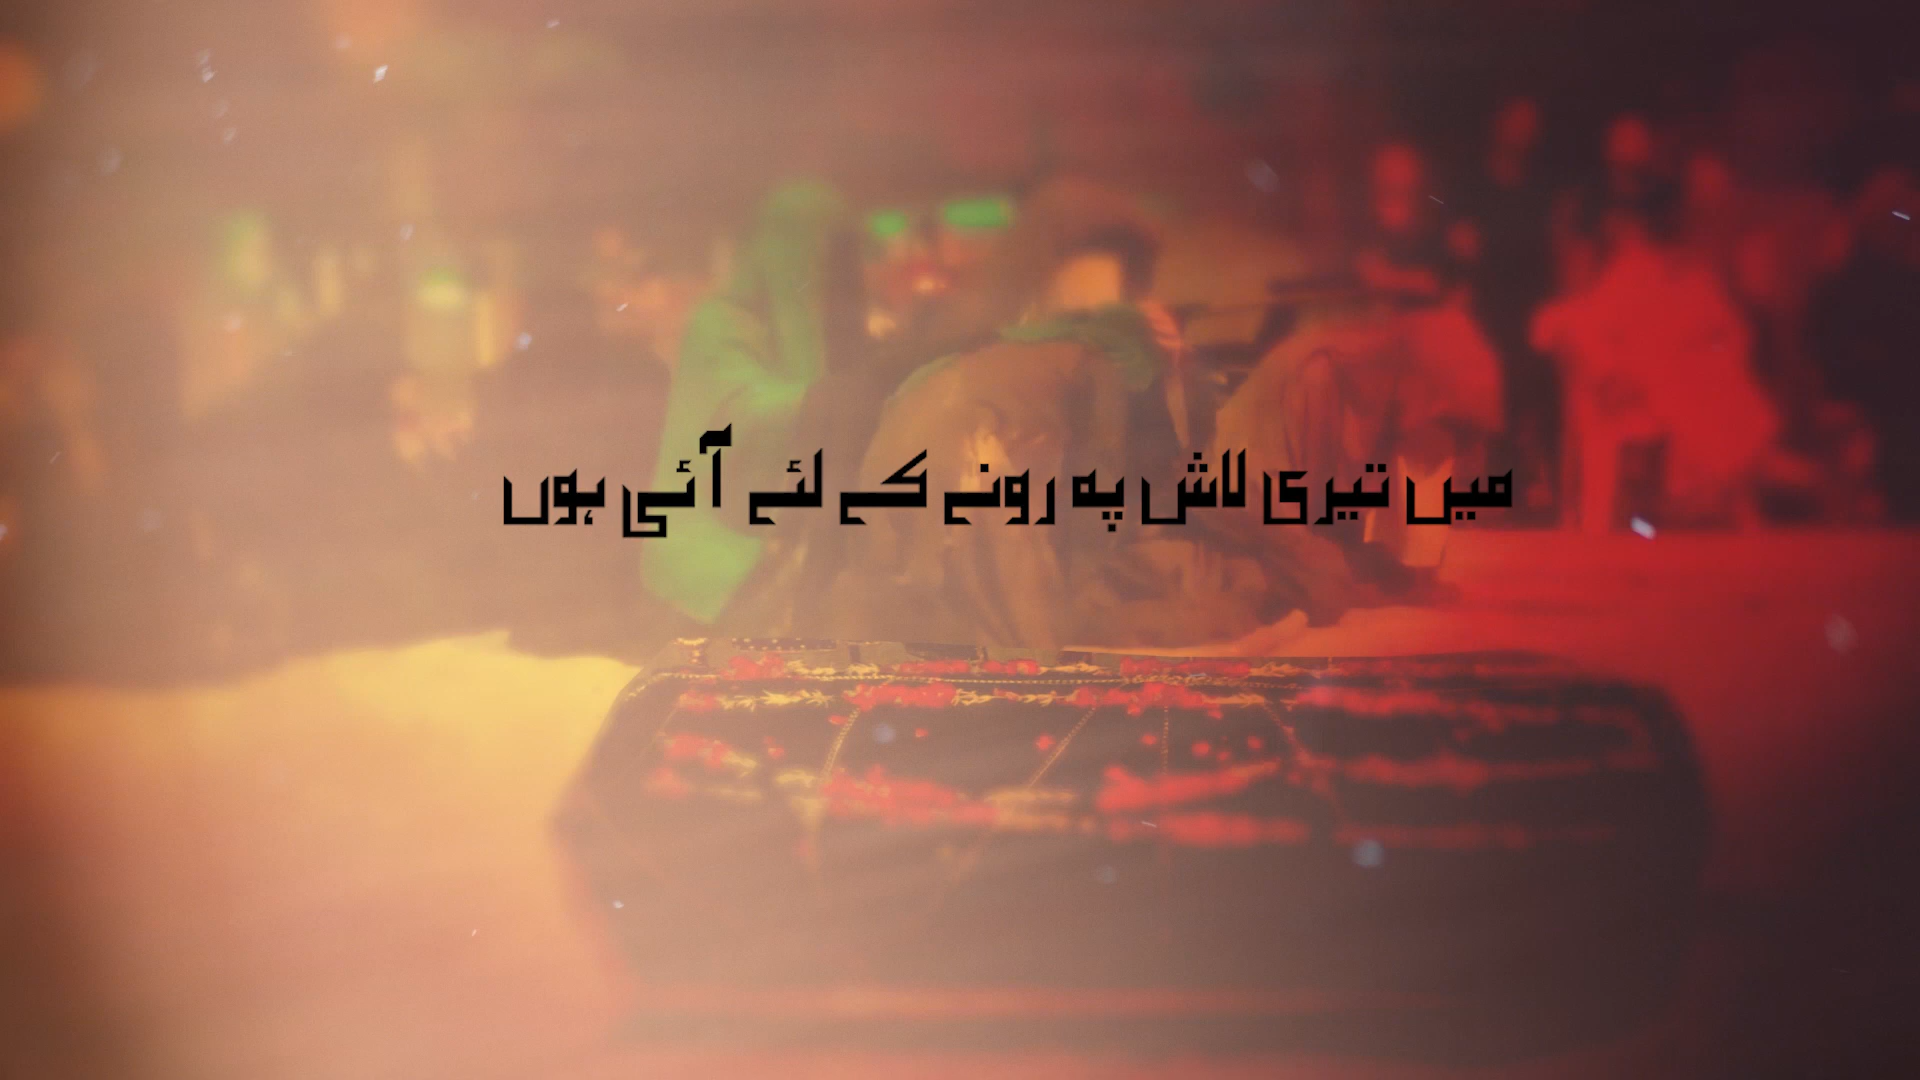 میں تیری لاش پہ رونے کے لئے آئی ہوں